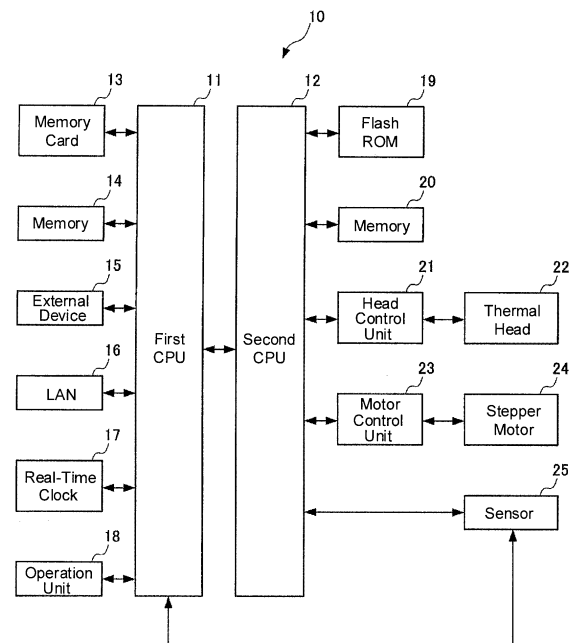 10
13
Memory
Card
14
Memory
15
External
Device
16
LAN
17
Real-Time
Clock
18
Operation
Unit
11
First
CPU
12
Second
CPU
19
Flash
ROM
20
Memory
21
Head
Control
Unit
22
Thermal
Head
23
Motor
Control
Unit
24
Stepper
Motor
25
Sensor